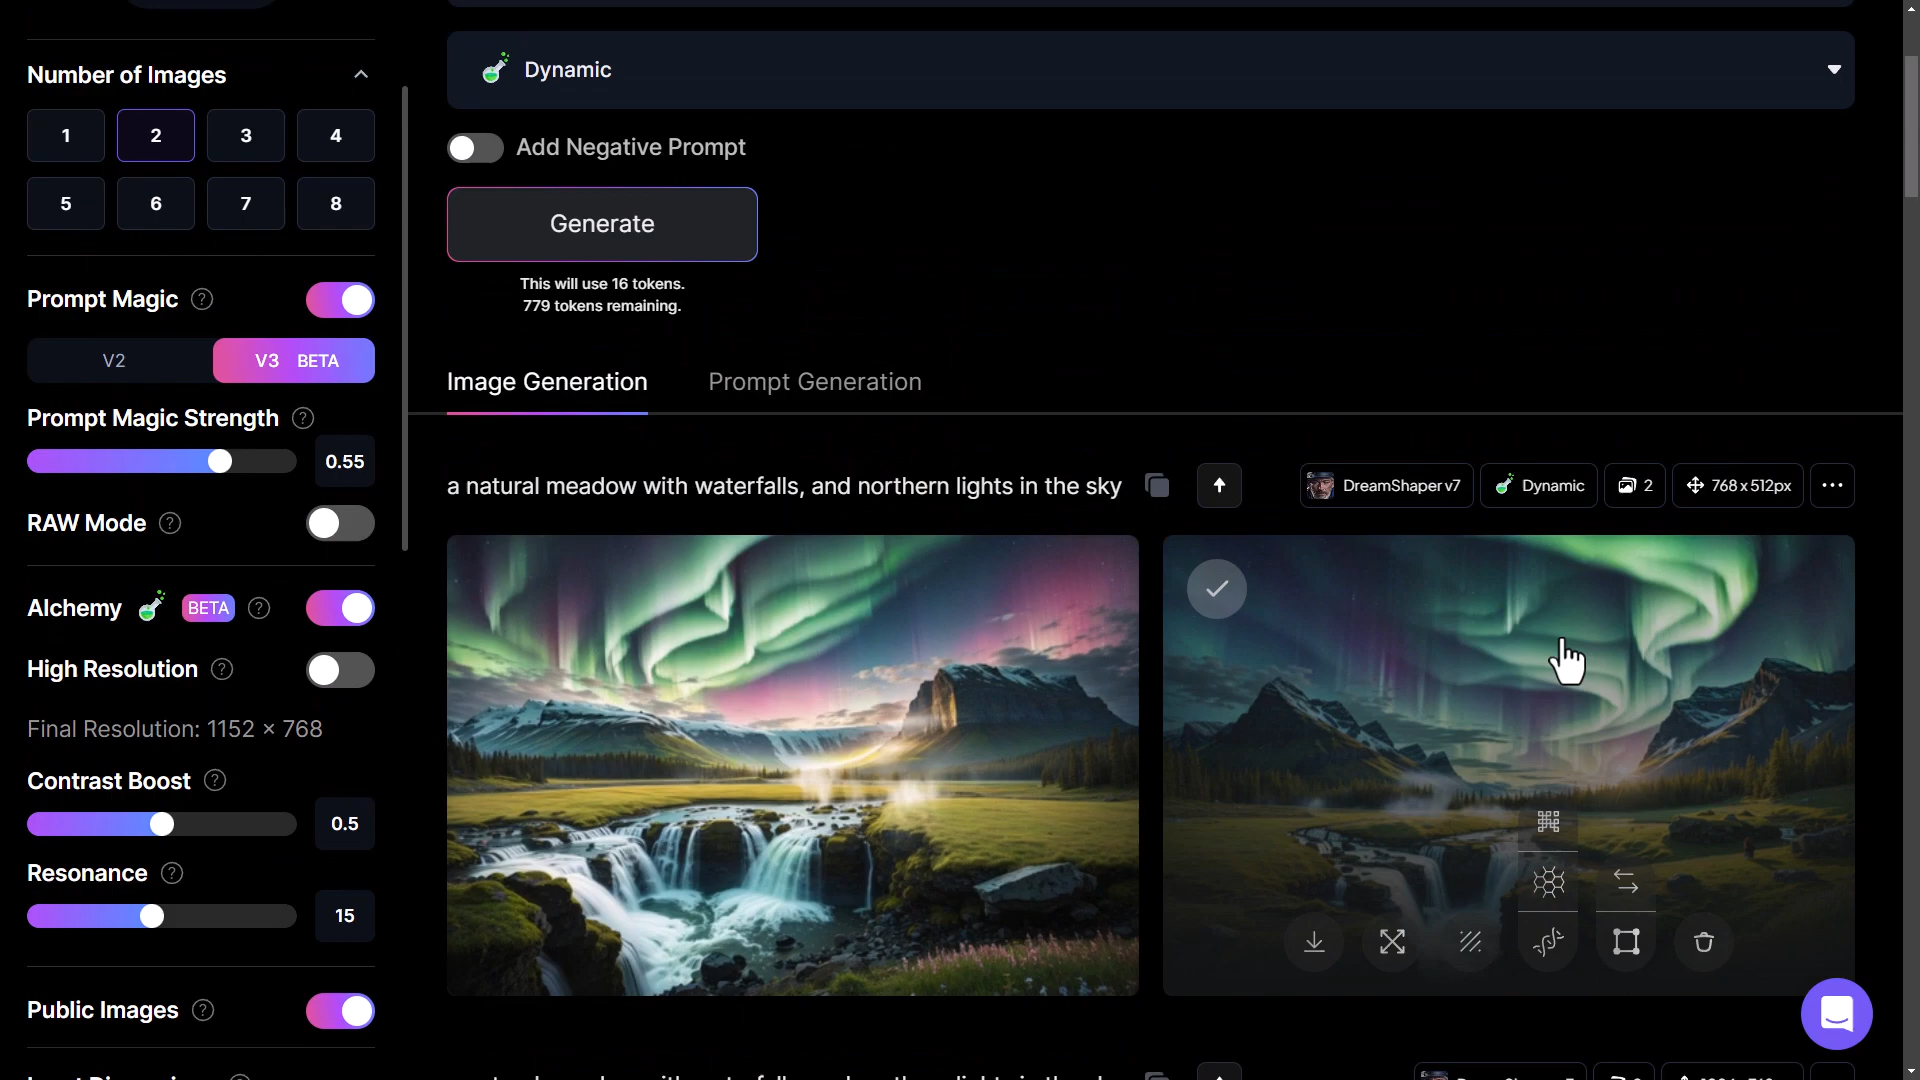 Number of Images
1
2
3
4
5
6
7
8
Prompt Magic ?
V2
V3 BETA
Prompt Magic Strength ?
0.55
RAW Mode ?
Alchemy BETA ?
High Resolution ?
Final Resolution: 1152 × 768
Contrast Boost ?
0.5
Resonance ?
15
Public Images ?
Dynamic
Add Negative Prompt
Generate
This will use 16 tokens.
779 tokens remaining.
Image Generation
Prompt Generation
a natural meadow with waterfalls, and northern lights in the sky
DreamShaper v7
Dynamic
2
768 x 512px